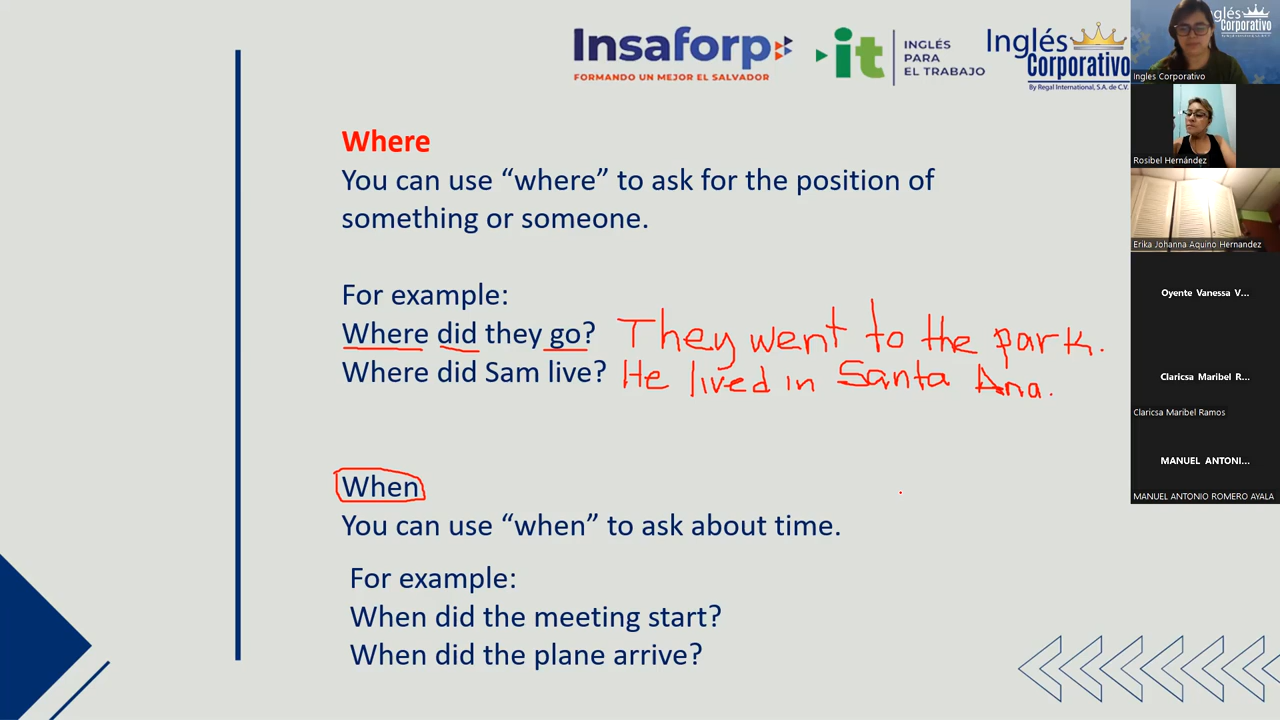 Insaforp
FORMANDO UN MEJOR EL SALVADOR
it
INGLÉS
PARA
EL TRABAJO
Inglés
Corporativo
By Regal International, S.A. de C.V.
glés
Corporativo
Ingles Corporativo
Rosibel Hernández
Erika Johanna Aquino Hernandez
Oyente Vanessa V...
Claricsa Maribel R...
Claricsa Maribel Ramos
MANUEL ANTONI...
MANUEL ANTONIO ROMERO AYALA
Where
You can use “where” to ask for the position of
something or someone.
For example:
Where did they go? They went to the park.
Where did Sam live? He lived in Santa Ana.
When
You can use “when” to ask about time.
For example:
When did the meeting start?
When did the plane arrive?